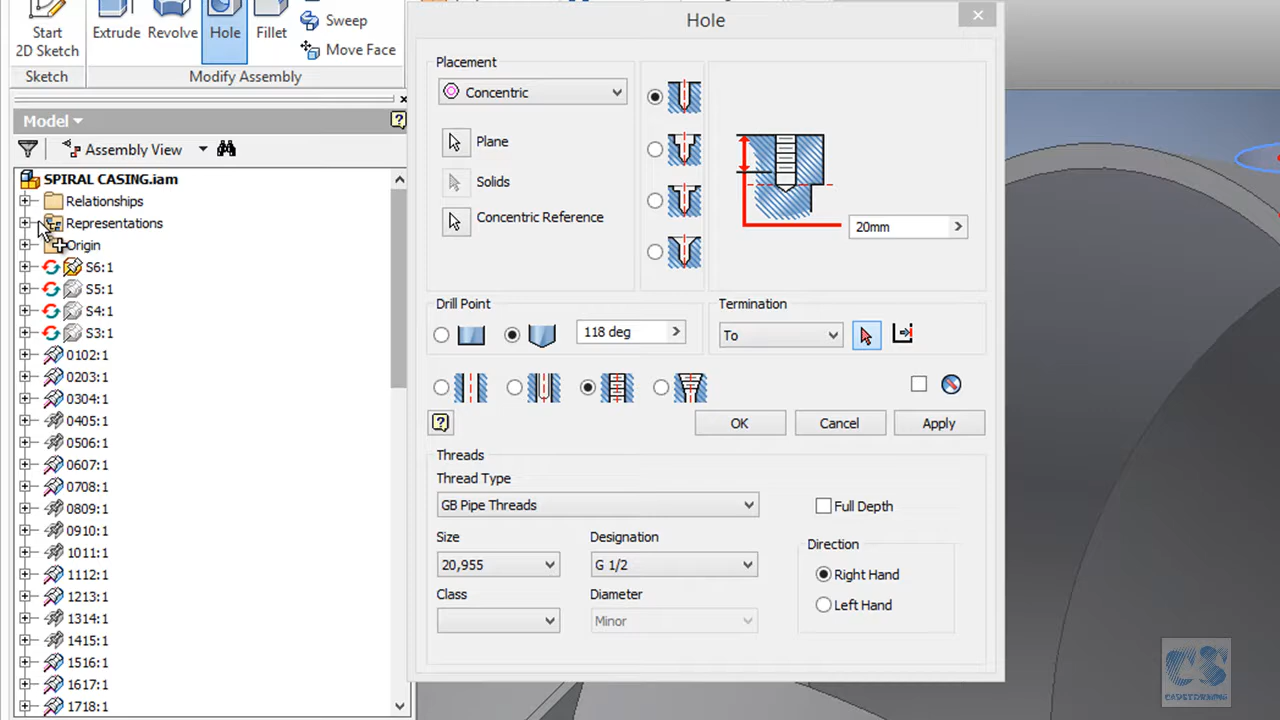 Start
2D Sketch
Extrude
Revolve
Hole
Fillet
Sweep
Move Face
Sketch
Modify Assembly
Model
Assembly View
SPIRAL CASING.iam
Relationships
Representations
Origin
S6:1
S5:1
S4:1
S3:1
0102:1
0203:1
0304:1
0405:1
0506:1
0607:1
0708:1
0809:1
0910:1
1011:1
1112:1
1213:1
1314:1
1415:1
1516:1
1617:1
1718:1
Hole
Placement
Concentric
Plane
Solids
Concentric Reference
20mm
Drill Point
118 deg
Termination
To
OK
Cancel
Apply
Threads
Thread Type
GB Pipe Threads
Full Depth
Size
Designation
20,955
G 1/2
Class
Diameter
Minor
Direction
Right Hand
Left Hand
CS